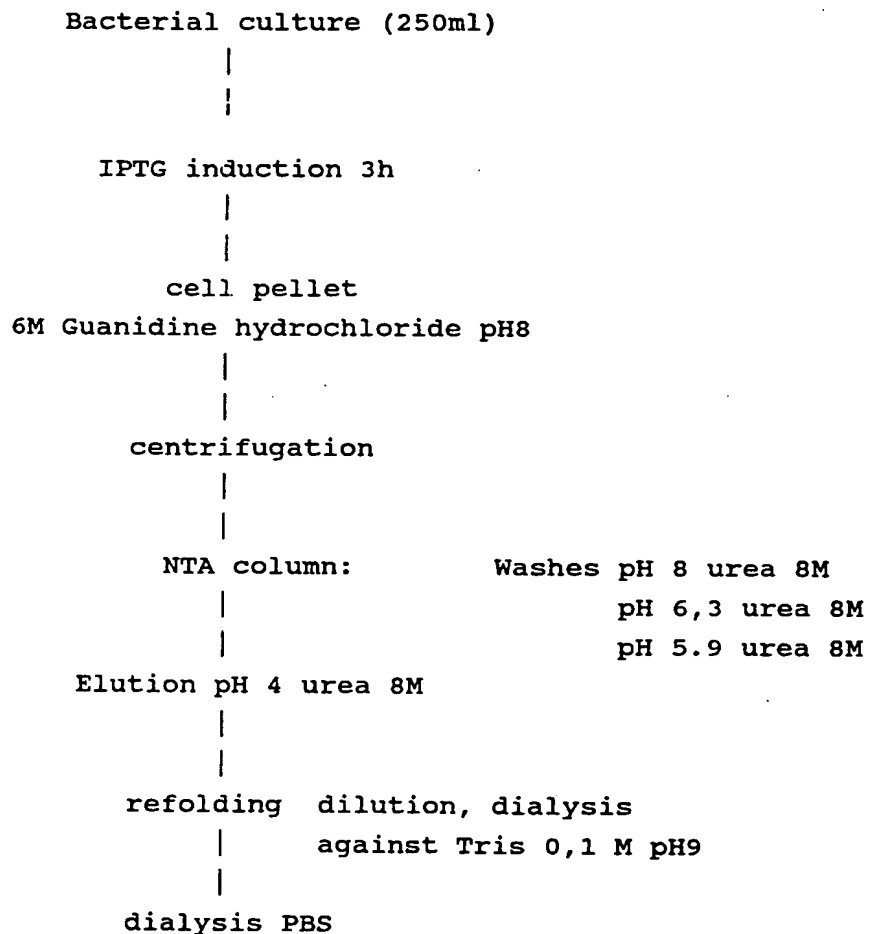 Bacterial culture (250ml)
IPTG induction 3h
cell pellet
6M Guanidine hydrochloride pH8
centrifugation
NTA column: Washes pH 8 urea 8M
pH 6,3 urea 8M
pH 5.9 urea 8M
Elution pH 4 urea 8M
refolding dilution, dialysis
against Tris 0,1 M pH9
dialysis PBS